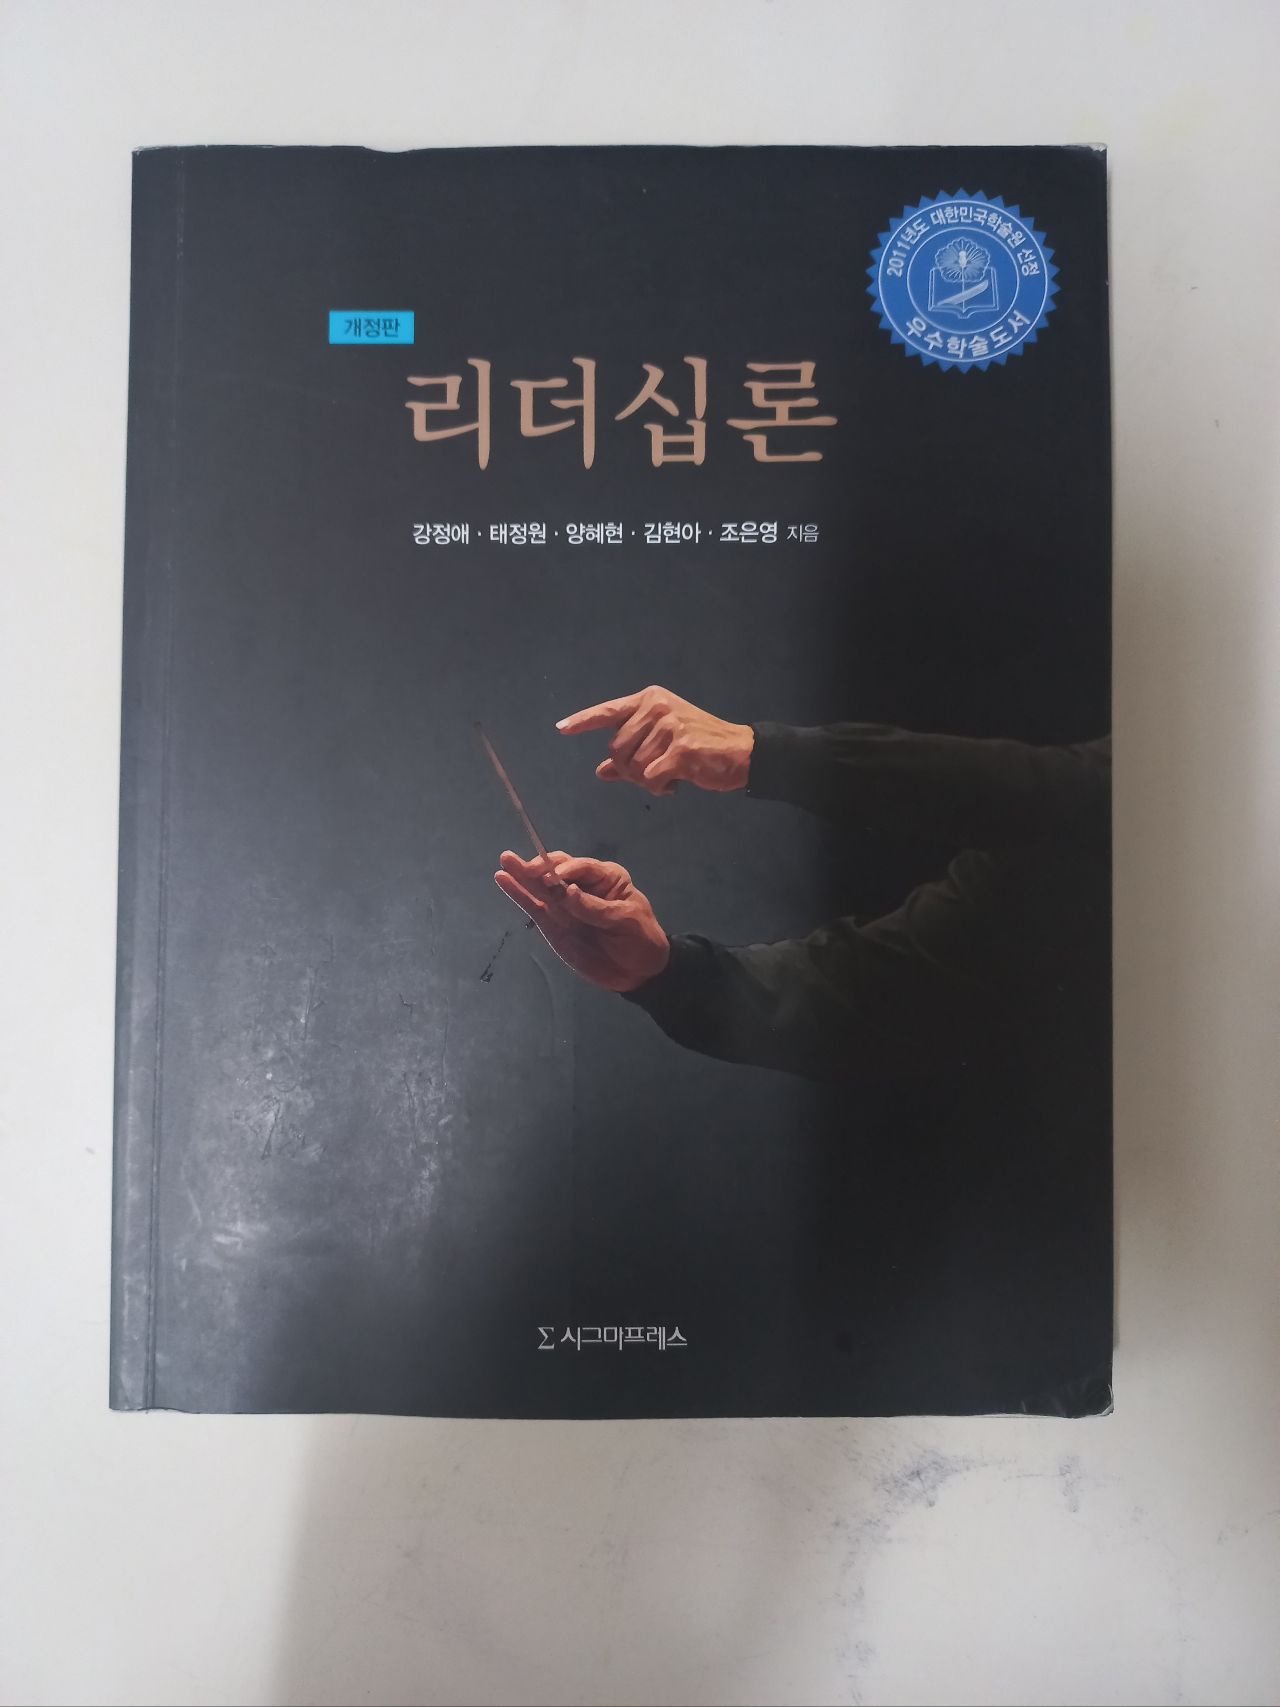 2011년도 대한민국학술원 선정
우수학술도서
개정판
리더십론
강정애 · 태정원 · 양혜현 · 김현아 · 조은영 지음
Σ 시그마프레스